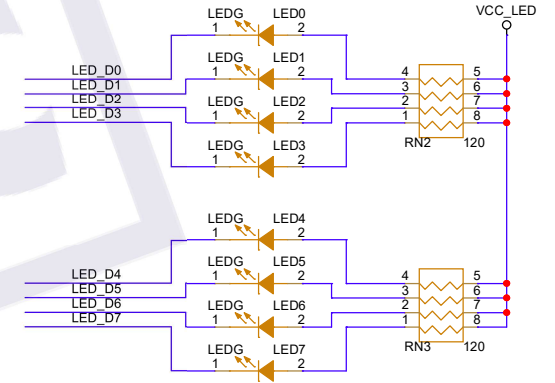 VCC_LED
LEDG LED0
1 2
LEDG LED1
1 2
LED_D0
LED_D1
LED_D2
LED_D3
LEDG LED2
1 2
LEDG LED3
1 2
4 5
3 6
2 7
1 8
RN2 120
LEDG LED4
1 2
LEDG LED5
1 2
LED_D4
LED_D5
LED_D6
LED_D7
LEDG LED6
1 2
LEDG LED7
1 2
4 5
3 6
2 7
1 8
RN3 120